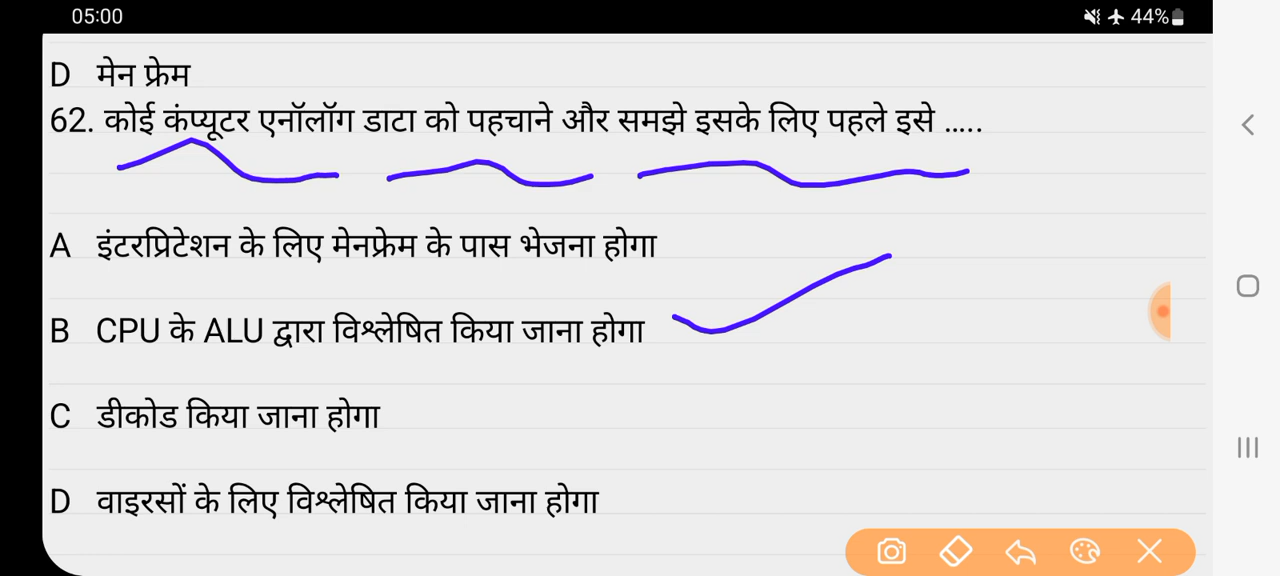 05:00 44%
D मेन फ्रेम
62. कोई कंप्यूटर एनॉलॉग डाटा को पहचाने और समझे इसके लिए पहले इसे .....
A इंटरप्रिटेशन के लिए मेनफ्रेम के पास भेजना होगा
B CPU के ALU द्वारा विश्लेषित किया जाना होगा
C डीकोड किया जाना होगा
D वाइरसों के लिए विश्लेषित किया जाना होगा